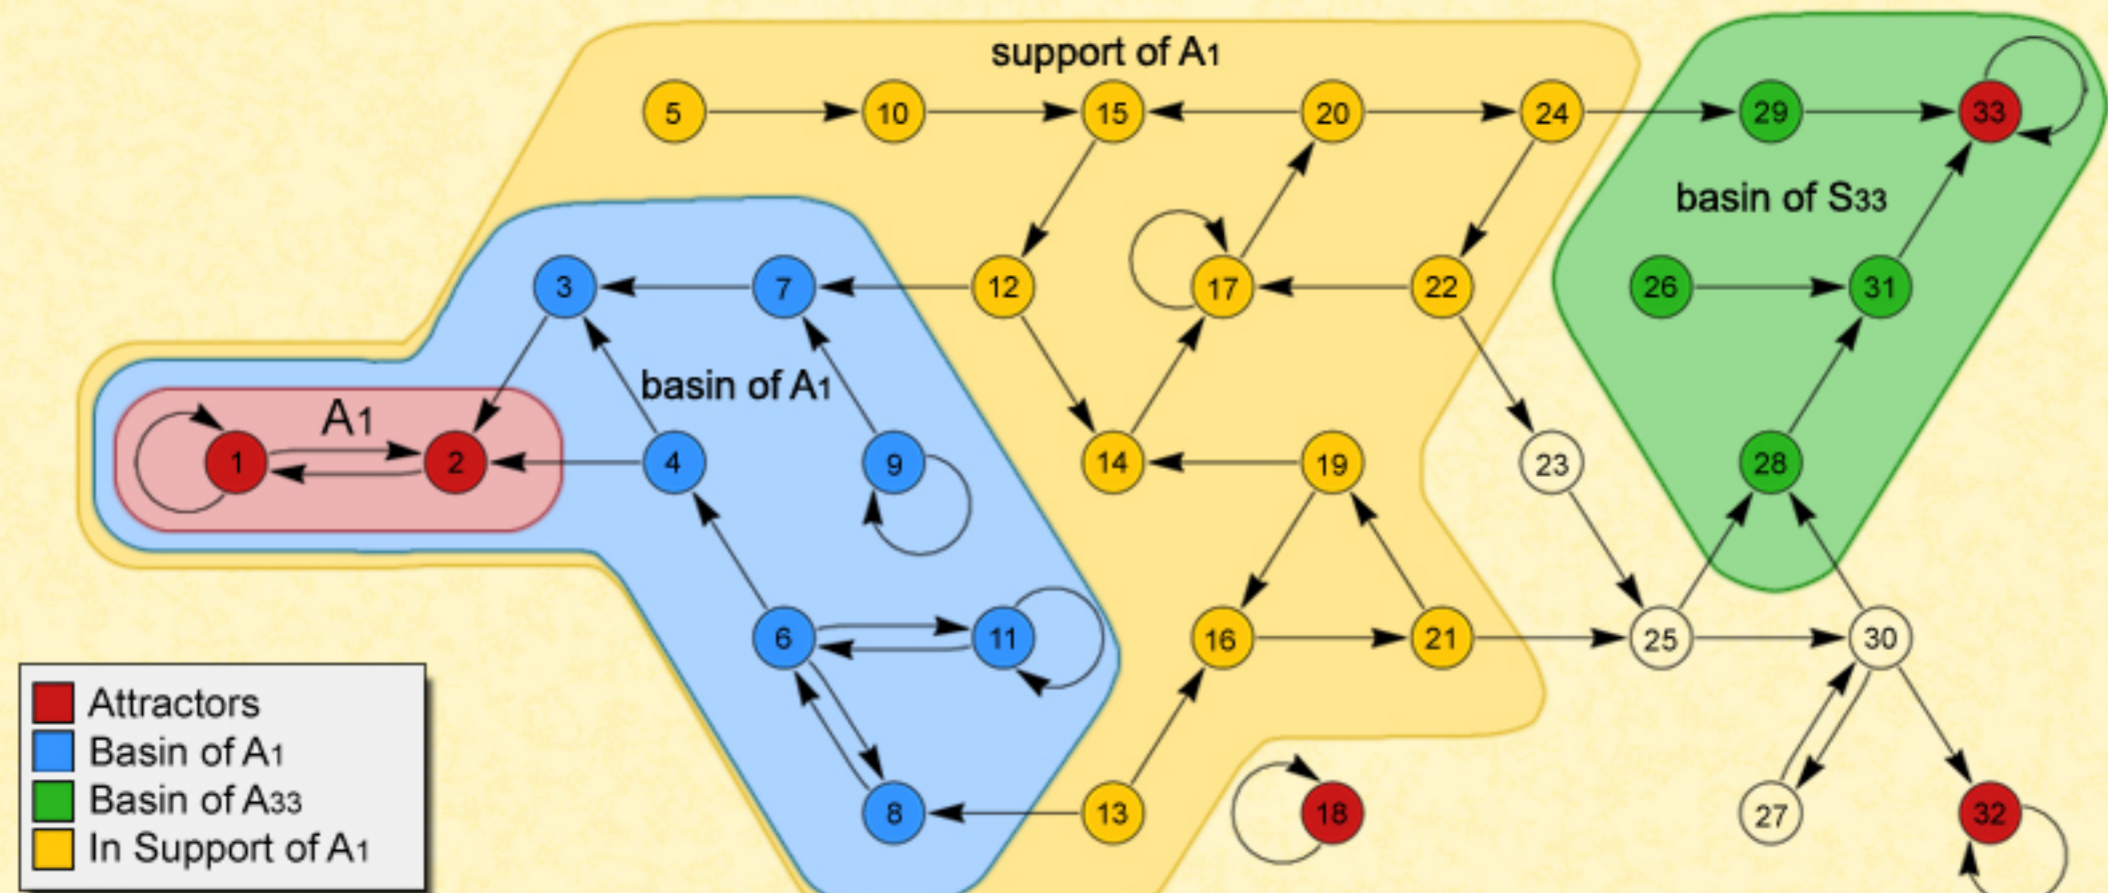 support of A1
5 10 15 20 24 29 33
basin of S33
3 7 12 17 22 26 31
basin of A1
A1
1 2 4 9 14 19 23 28
6 11 16 21 25 30
8 13 18 27 32
Attractors
Basin of A1
Basin of A33
In Support of A1